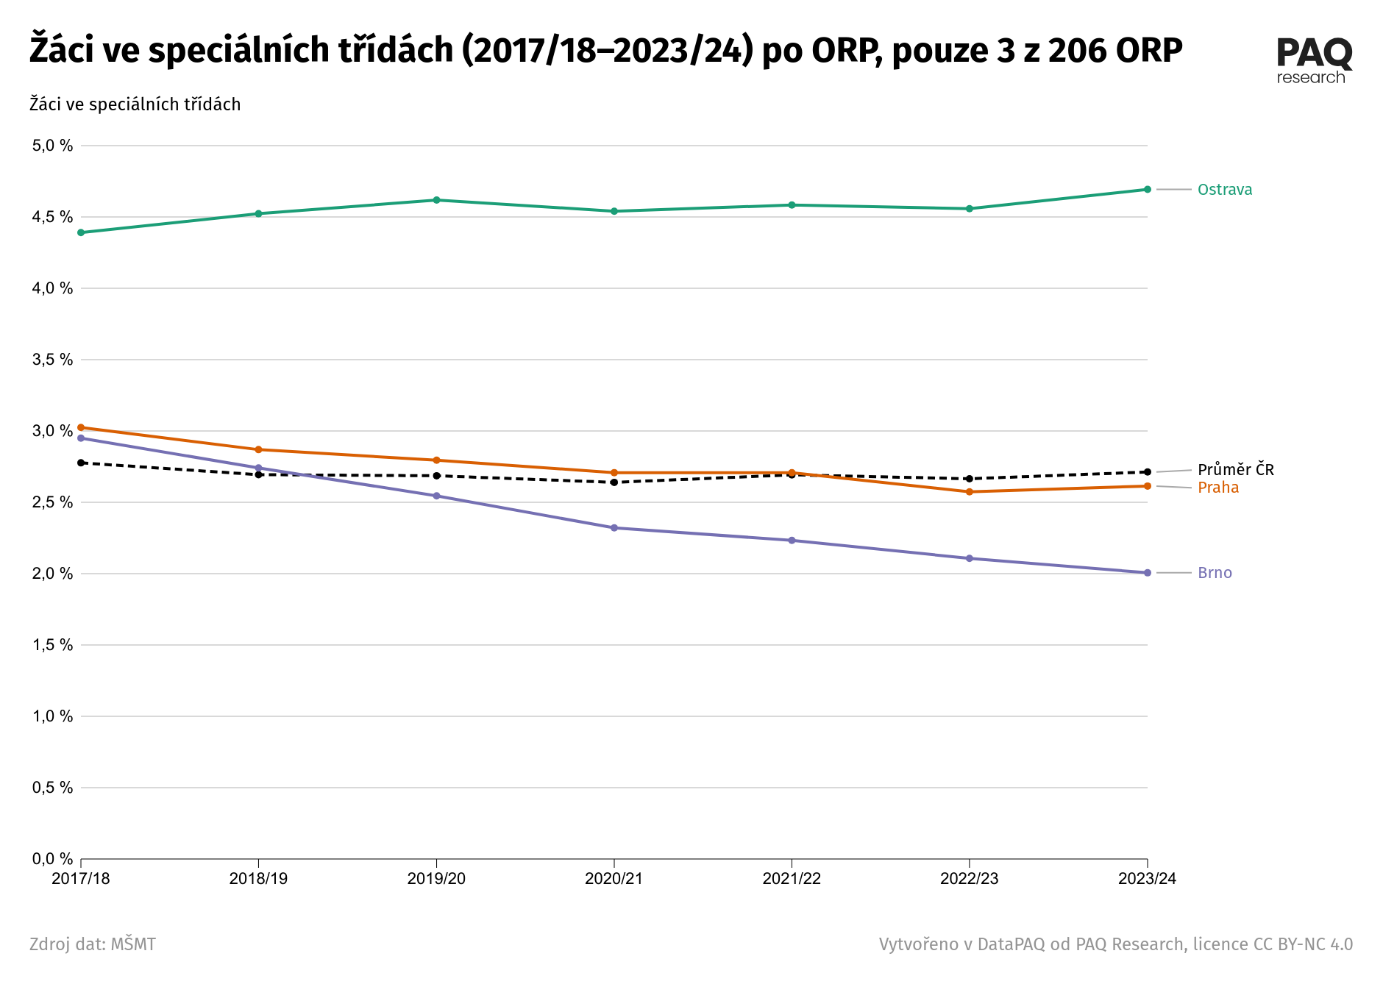 Žáci ve speciálních třídách (2017/18–2023/24) po ORP, pouze 3 z 206 ORP
PAQ
research
Žáci ve speciálních třídách
5,0 %
4,5 %
4,0 %
3,5 %
3,0 %
2,5 %
2,0 %
1,5 %
1,0 %
0,5 %
0,0 %
Ostrava
Průměr ČR
Praha
Brno
2017/18 2018/19 2019/20 2020/21 2021/22 2022/23 2023/24
Zdroj dat: MŠMT
Vytvořeno v DataPAQ od PAQ Research, licence CC BY-NC 4.0